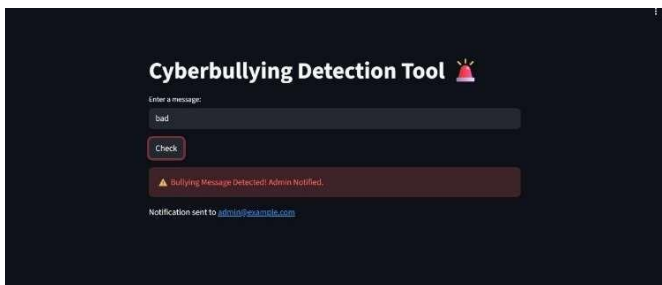 Cyberbullying Detection Tool 🚨
Enter a message:
bad
Check
⚠ Bullying Message Detected! Admin Notified.
Notification sent to admin@example.com